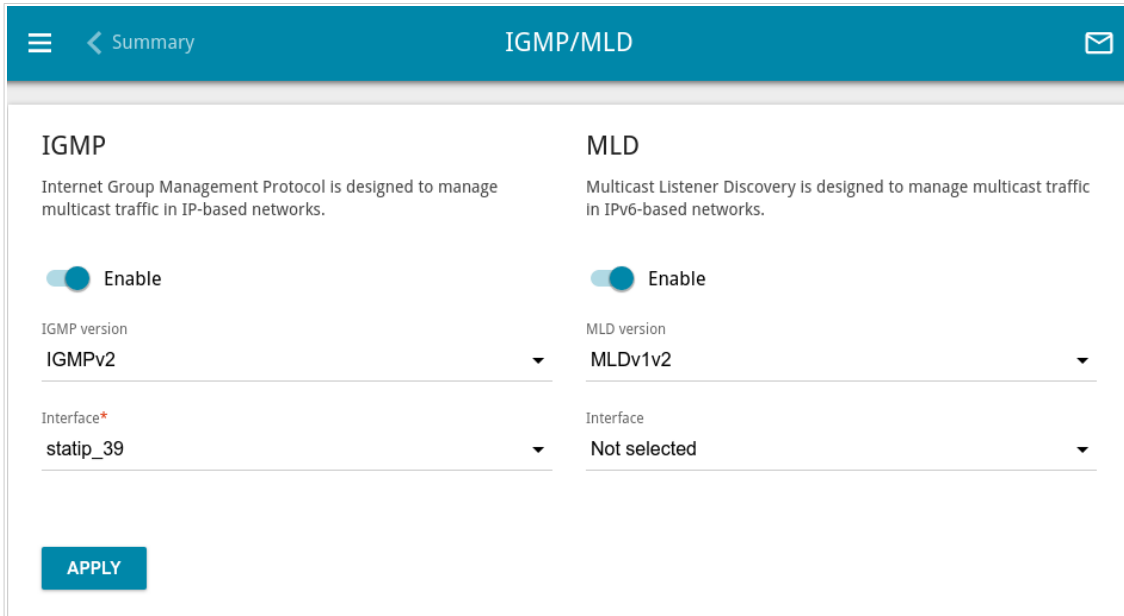 Summary
IGMP/MLD
IGMP
Internet Group Management Protocol is designed to manage
multicast traffic in IP-based networks.
Enable
IGMP version
IGMPv2
Interface*
statip_39
MLD
Multicast Listener Discovery is designed to manage multicast traffic
in IPv6-based networks.
Enable
MLD version
MLDv1v2
Interface
Not selected
APPLY